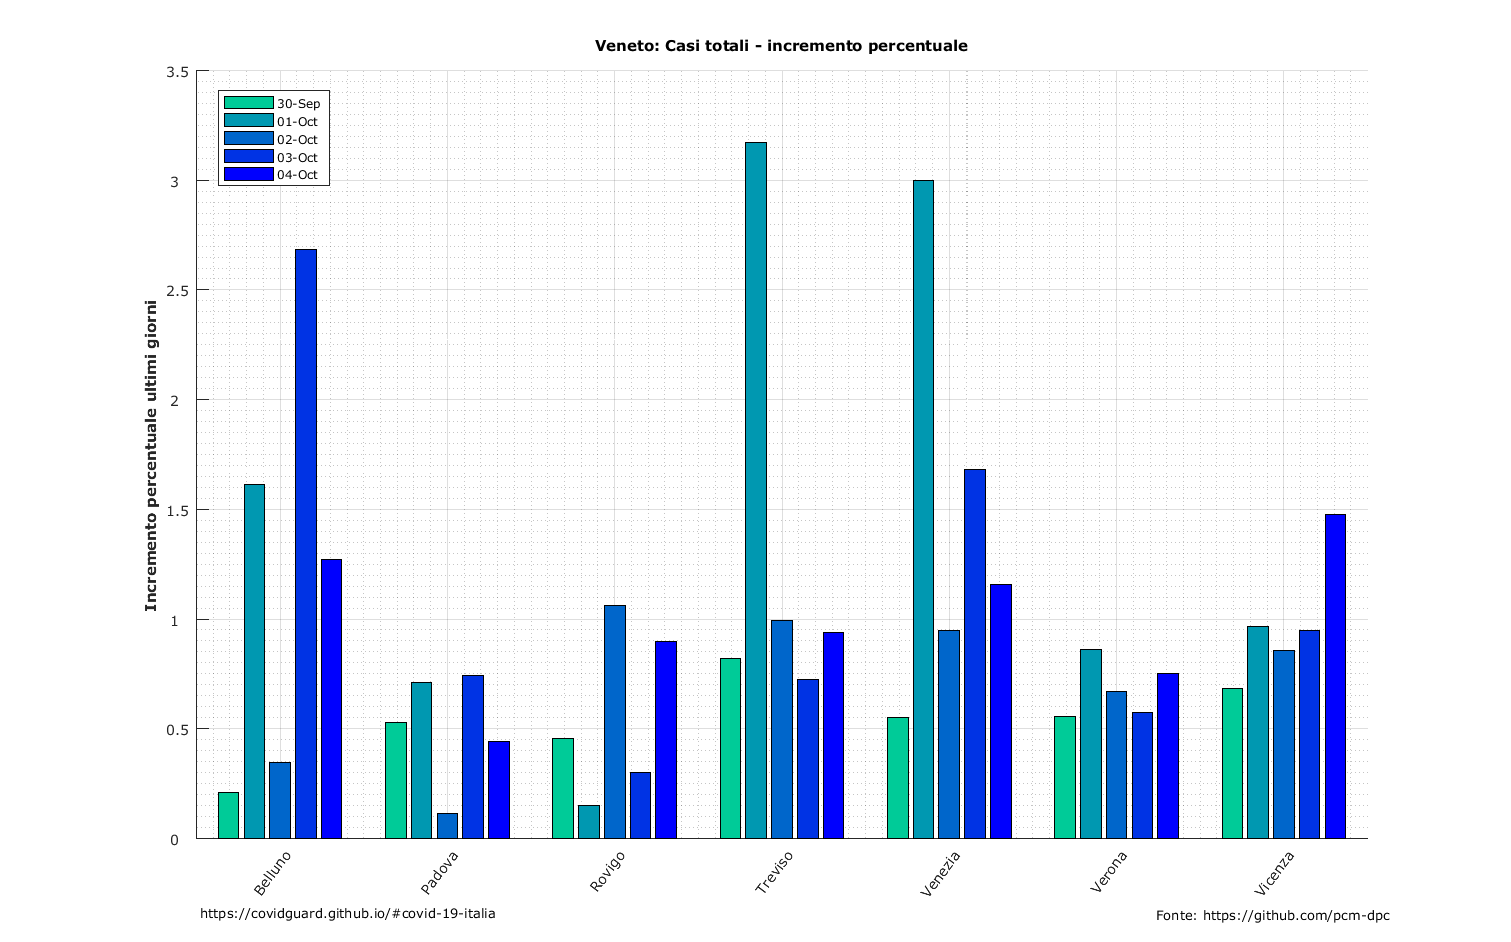 Veneto: Casi totali - incremento percentuale
3.5
3
2.5
2
1.5
1
0.5
0
Incremento percentuale ultimi giorni
30-Sep
01-Oct
02-Oct
03-Oct
04-Oct
Belluno
Padova
Rovigo
Treviso
Venezia
Verona
Vicenza
https://covidguard.github.io/#covid-19-italia
Fonte: https://github.com/pcm-dpc